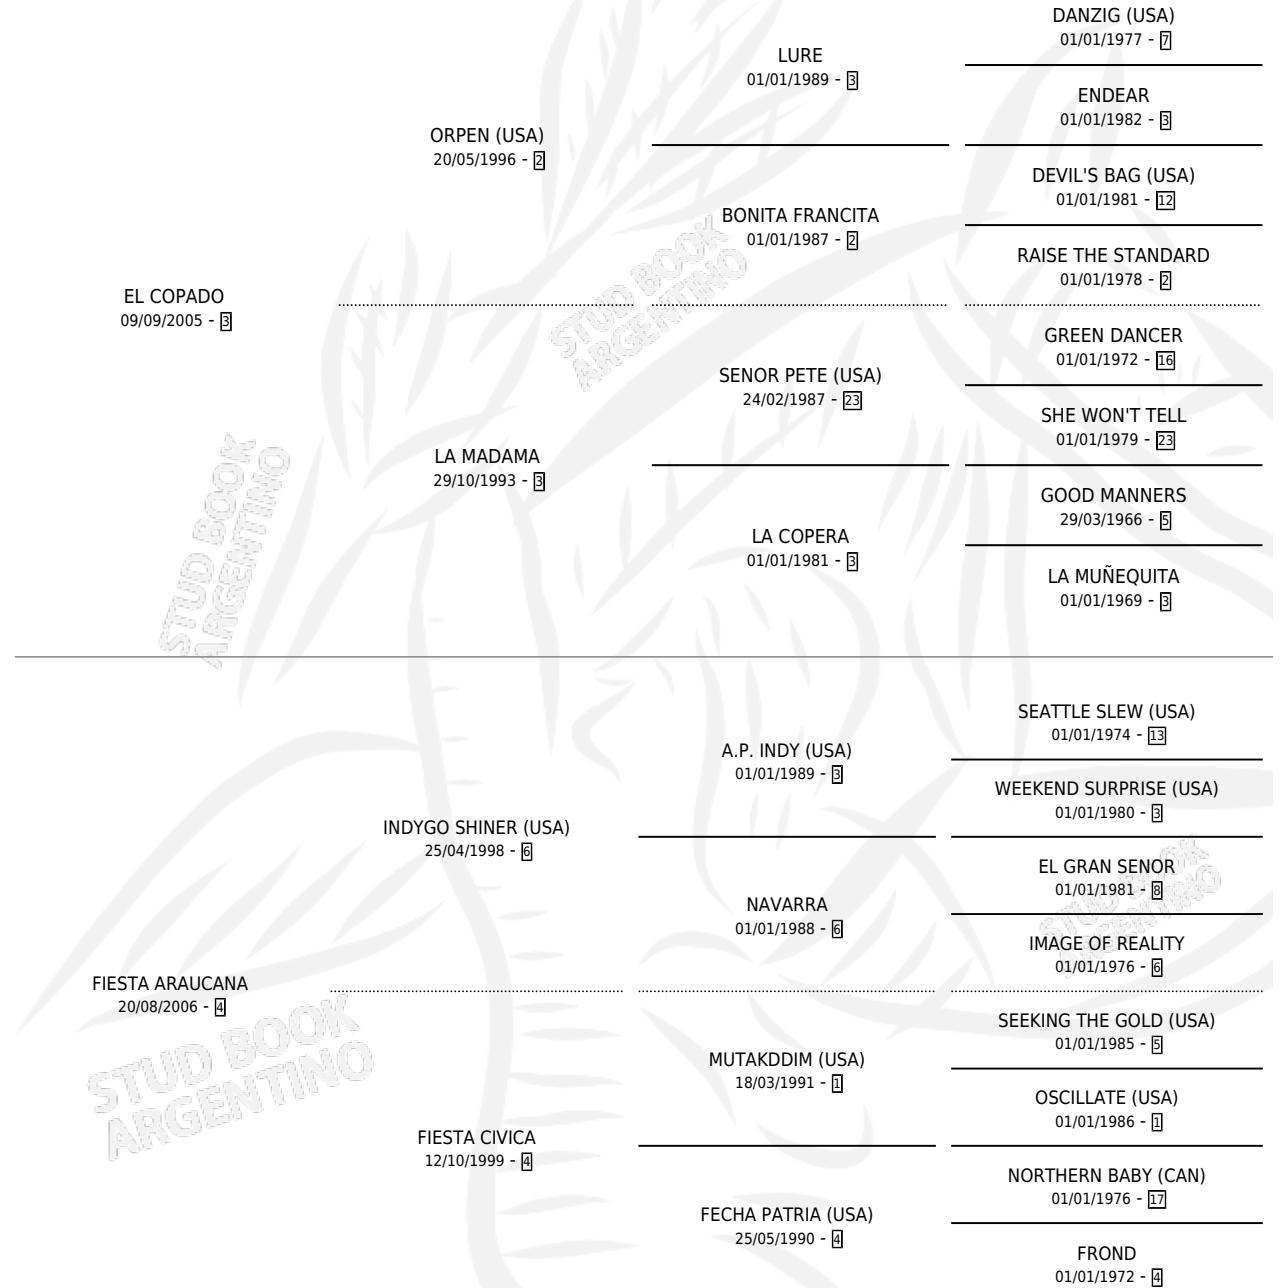 DANZIG (USA)
01/01/1977 - 7
LURE
01/01/1989 - 3
ENDEAR
01/01/1982 - 3
ORPEN (USA)
20/05/1996 - 2
DEVIL'S BAG (USA)
01/01/1981 - 12
BONITA FRANCITA
01/01/1987 - 2
RAISE THE STANDARD
01/01/1978 - 2
EL COPADO
09/09/2005 - 3
STUD BOOK
ARGENTINO
GREEN DANCER
01/01/1972 - 16
SENOR PETE (USA)
24/02/1987 - 23
SHE WON'T TELL
01/01/1979 - 23
LA MADAMA
29/10/1993 - 3
GOOD MANNERS
29/03/1966 - 5
LA COPERA
01/01/1981 - 3
LA MUÑEQUITA
01/01/1969 - 3
STUD BOOK
ARGENTINO
SEATTLE SLEW (USA)
01/01/1974 - 13
A.P. INDY (USA)
01/01/1989 - 3
WEEKEND SURPRISE (USA)
01/01/1980 - 3
INDYGO SHINER (USA)
25/04/1998 - 6
EL GRAN SENOR
01/01/1981 - 8
NAVARRA
01/01/1988 - 6
STUD BOOK
ARGENTINO
IMAGE OF REALITY
01/01/1976 - 6
FIESTA ARAUCANA
20/08/2006 - 4
SEEKING THE GOLD (USA)
01/01/1985 - 5
MUTAKDDIM (USA)
18/03/1991 - 1
STUD BOOK
ARGENTINO
OSCILLATE (USA)
01/01/1986 - 1
FIESTA CIVICA
12/10/1999 - 4
NORTHERN BABY (CAN)
01/01/1976 - 17
FECHA PATRIA (USA)
25/05/1990 - 4
FROND
01/01/1972 - 4